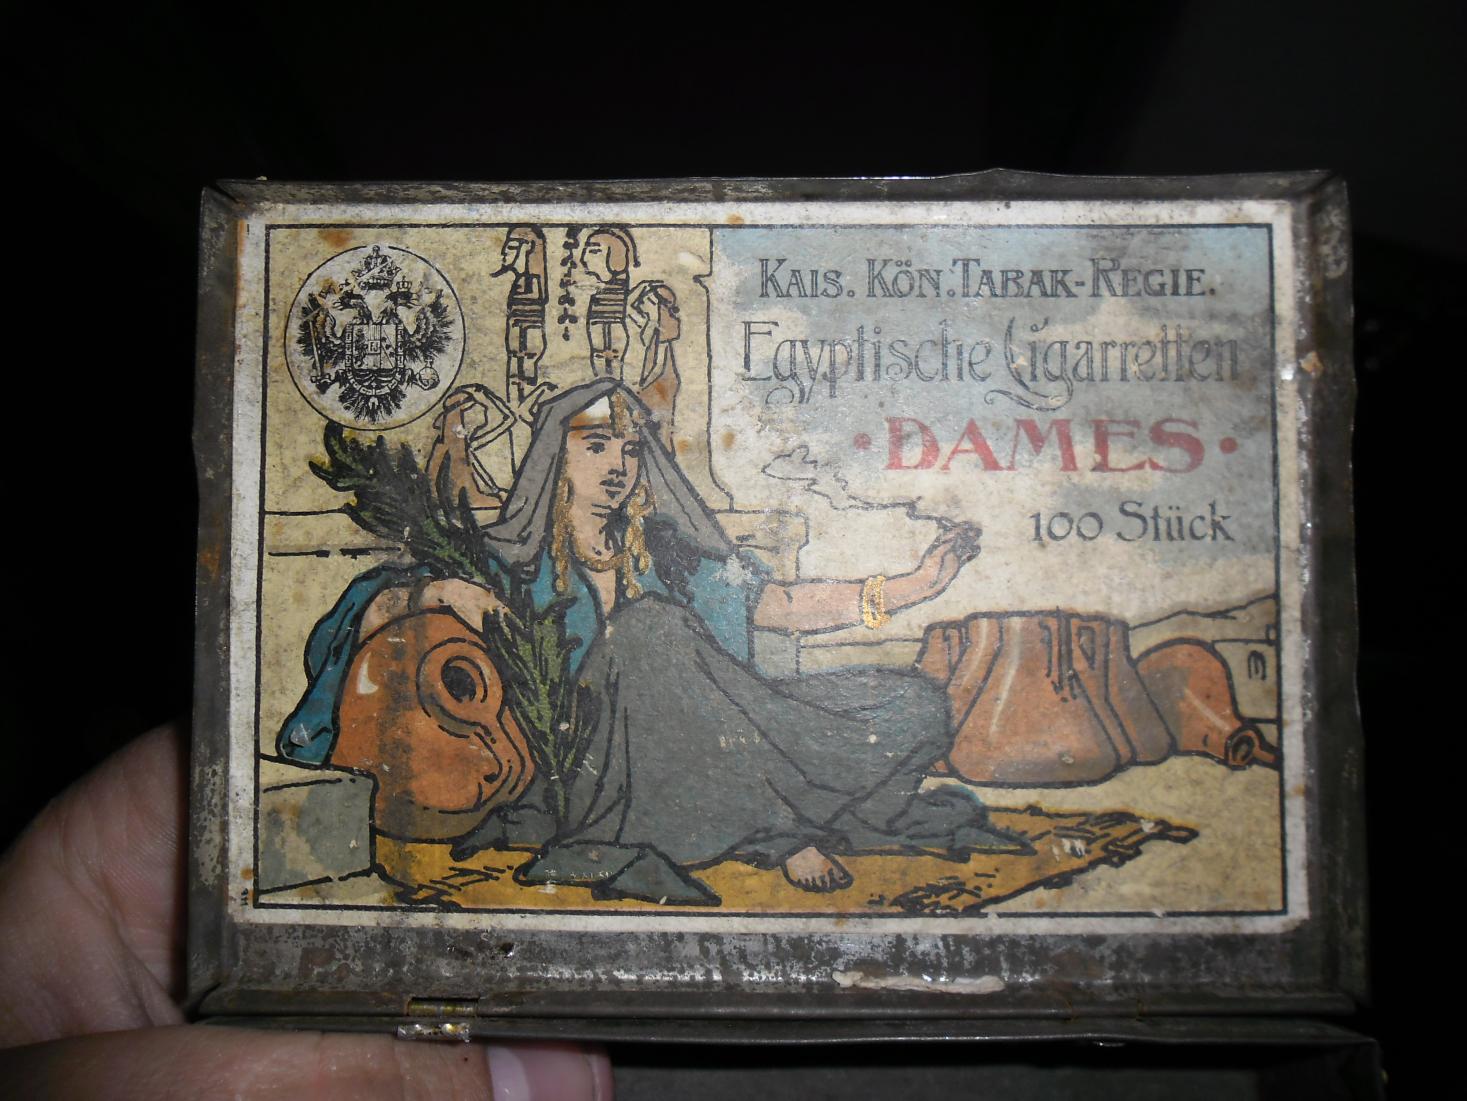 KAIS. KÖN. TABAK-REGIE.
Egyptische Cigarretten
• DAMES •
100 Stück